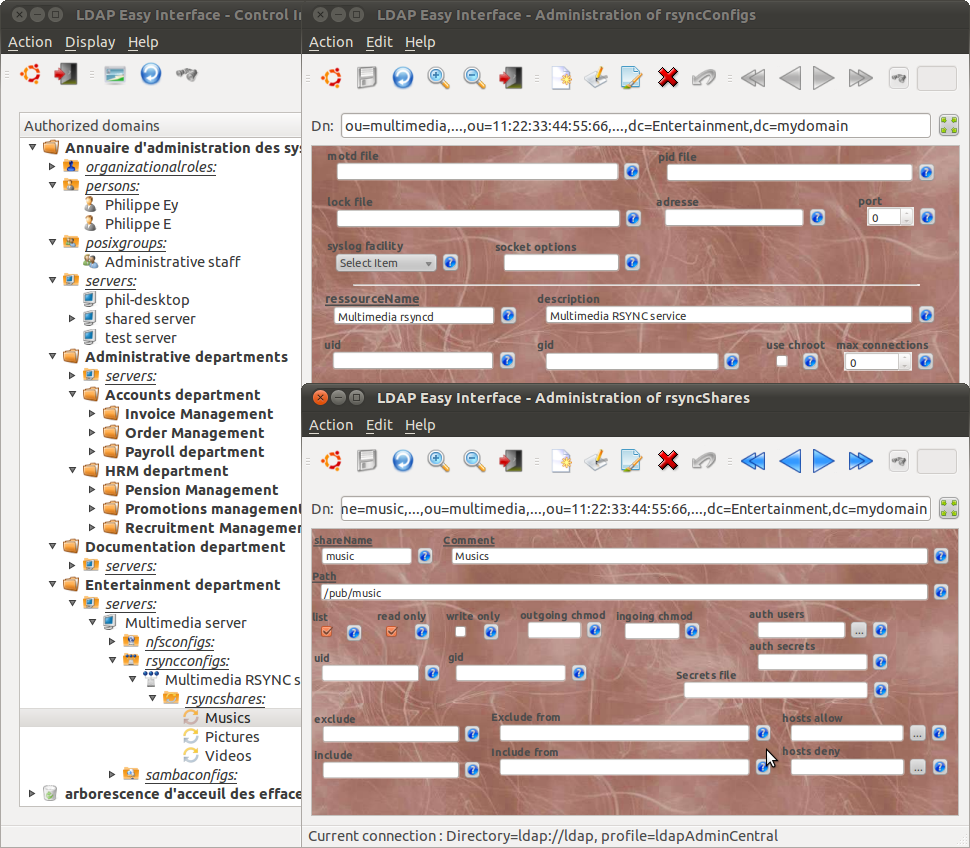 LDAP Easy Interface - Control I
Action Display Help
Authorized domains
Annuaire d'administration des sy
organizationalroles:
persons:
Philippe Ey
Philippe E
posixgroups:
Administrative staff
servers:
phil-desktop
shared server
test server
Administrative departments
servers:
Accounts department
Invoice Management
Order Management
Payroll department
HRM department
Pension Management
Promotions management
Recruitment Managemer
Documentation department
servers:
Entertainment department
servers:
Multimedia server
nfsconfigs:
rsyncconfigs:
Multimedia RSYNC s
rsyncshares:
Musics
Pictures
Videos
sambaconfigs:
arborescence d'acceuil des efface
LDAP Easy Interface - Administration of rsyncConfigs
Action Edit Help
Dn: ou=multimedia,...,ou=11:22:33:44:55:66,...,dc=Entertainment,dc=mydomain
motd file pid file
lock file adresse port
0
syslog facility socket options
Select Item
ressourceName description
Multimedia rsyncd Multimedia RSYNC service
uid gid use chroot max connections
0
LDAP Easy Interface - Administration of rsyncShares
Action Edit Help
Dn: ne=music,...,ou=multimedia,...,ou=11:22:33:44:55:66,...,dc=Entertainment,dc=mydomain
shareName Comment
music Musics
Path
/pub/music
list read only write only outgoing chmod ingoing chmod auth users
...
auth secrets
uid gid
Secrets file
exclude Exclude from hosts allow
...
include Include from hosts deny
...
Current connection : Directory=ldap://ldap, profile=ldapAdminCentral